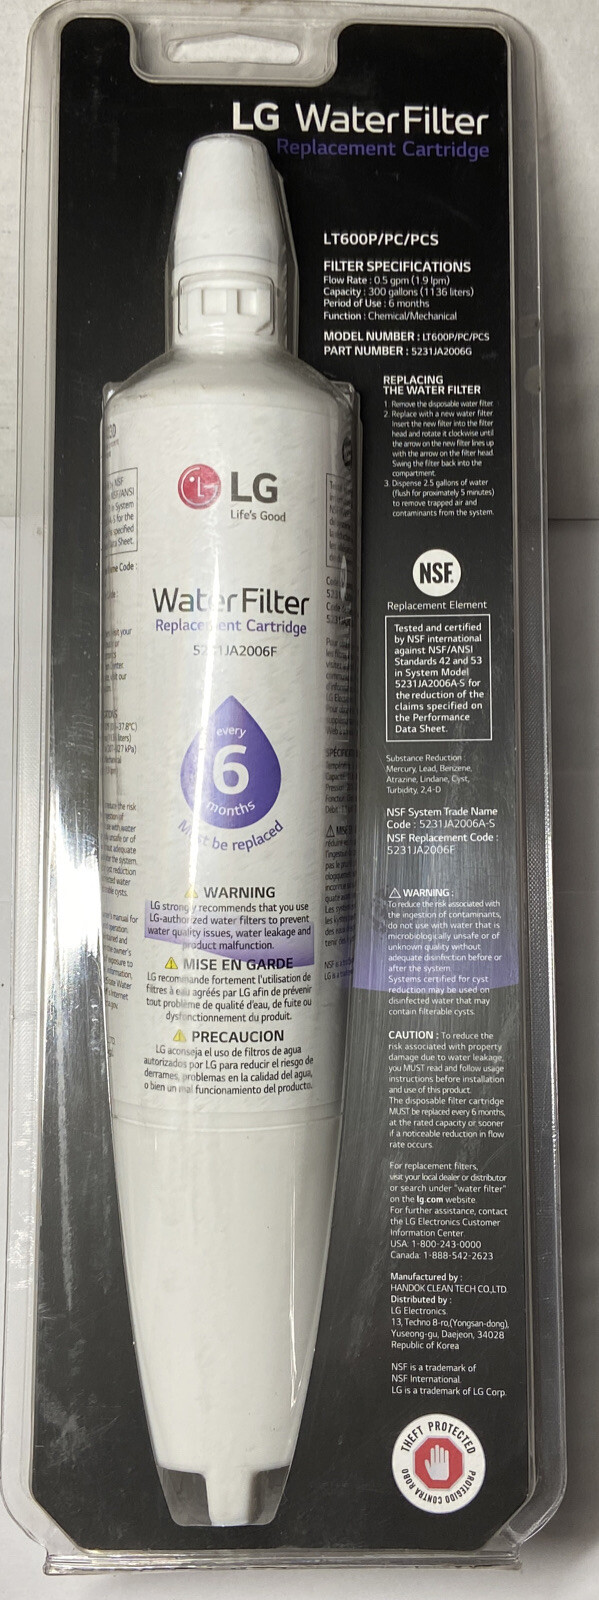 LG WaterFilter
Replacement Cartridge
LT600P/PC/PCS
FILTER SPECIFICATIONS
Flow Rate : 0.5 gpm (1.9 lpm)
Capacity : 300 gallons (1136 liters)
Period of Use : 6 months
Function : Chemical/Mechanical
MODEL NUMBER : LT600P/PC/PCS
PART NUMBER : 5231JA2006G
REPLACING
THE WATER FILTER
1. Remove the disposable water filter.
2. Replace with a new water filter
Insert the new filter into the filter
head and rotate it clockwise until
the arrow on the new filter lines up
with the arrow on the filter head.
Swing the filter back into the
compartment.
3. Dispense 2.5 gallons of water
(flush for proximately 5 minutes)
to remove trapped air and
contaminants from the system.
NSF.
Replacement Element
Tested and certified
by NSF international
against NSF/ANSI
Standards 42 and 53
in System Model
5231JA2006A-S for
the reduction of the
claims specified on
the Performance
Data Sheet.
Substance Reduction :
Mercury, Lead, Benzene,
Atrazine, Lindane, Cyst,
Turbidity, 2,4-D
NSF System Trade Name
Code : 5231JA2006A-S
NSF Replacement Code :
5231JA2006F
WARNING :
To reduce the risk associated with
the ingestion of contaminants,
do not use with water that is
microbiologically unsafe or of
unknown quality without
adequate disinfection before or
after the system.
Systems certified for cyst
reduction may be used on
disinfected water that may
contain filterable cysts.
CAUTION : To reduce the
risk associated with property
damage due to water leakage,
you MUST read and follow usage
instructions before installation
and use of this product.
The disposable filter cartridge
MUST be replaced every 6 months,
at the rated capacity or sooner
if a noticeable reduction in flow
rate occurs.
For replacement filters,
visit your local dealer or distributor
or search under "water filter"
on the lg.com website.
For further assistance, contact
the LG Electronics Customer
Information Center.
USA: 1-800-243-0000
Canada: 1-888-542-2623
Manufactured by :
HANDOK CLEAN TECH CO.,LTD.
Distributed by :
LG Electronics.
13, Techno 8-ro,(Yongsan-dong),
Yuseong-gu, Daejeon, 34028
Republic of Korea
NSF is a trademark of
NSF International.
LG is a trademark of LG Corp.
THEFT PROTECTED
PROTEGIDO CONTRA ROBO
LG
Life's Good
WaterFilter
Replacement Cartridge
5231JA2006F
every
6
months
Must be replaced
WARNING
LG strongly recommends that you use
LG-authorized water filters to prevent
water quality issues, water leakage and
product malfunction.
MISE EN GARDE
LG recommande fortement l'utilisation de
filtres à eau agréés par LG afin de prévenir
tout problème de qualité d'eau, de fuite ou
dysfonctionnement du produit.
PRECAUCION
LG aconseja el uso de filtros de agua
autorizados por LG para reducir el riesgo de
derrames, problemas en la calidad del agua,
o bien un mal funcionamiento del producto.